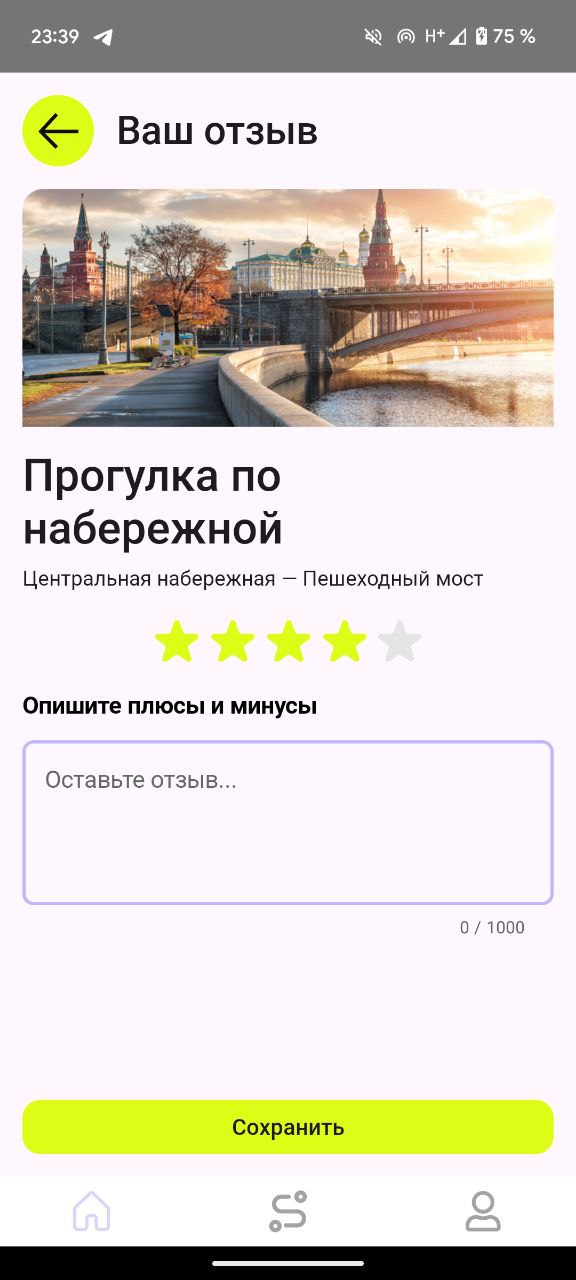 23:39 H+ 75 %
Ваш отзыв
Прогулка по
набережной
Центральная набережная — Пешеходный мост
Опишите плюсы и минусы
Оставьте отзыв...
0 / 1000
Сохранить